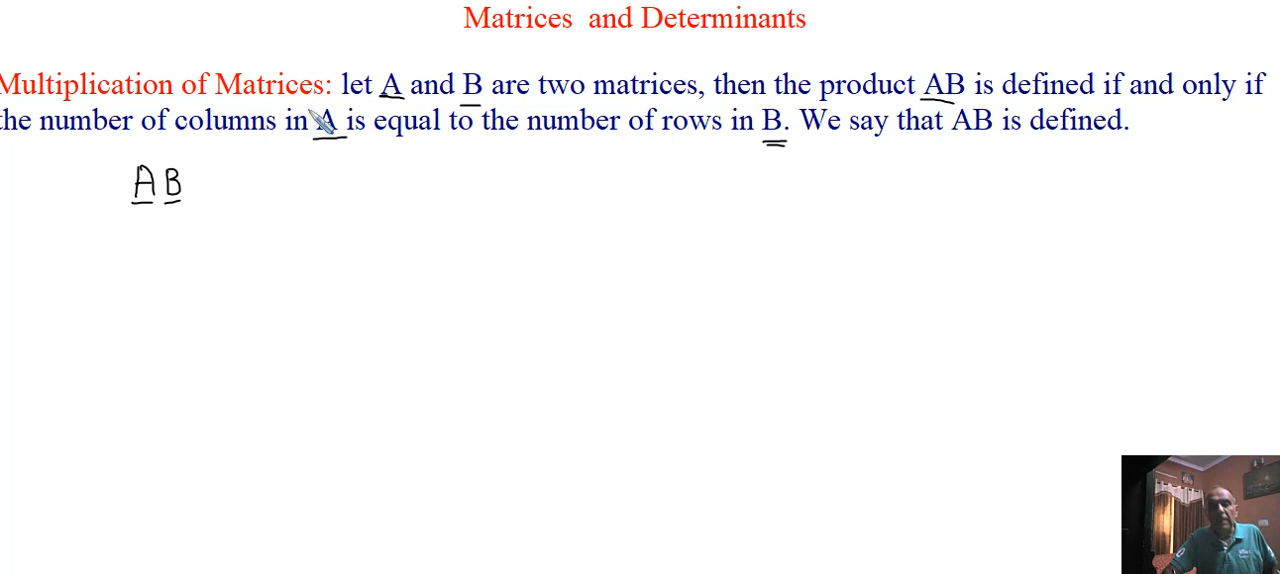 Matrices and Determinants
Multiplication of Matrices: let A and B are two matrices, then the product AB is defined if and only if
the number of columns in A is equal to the number of rows in B. We say that AB is defined.
A B